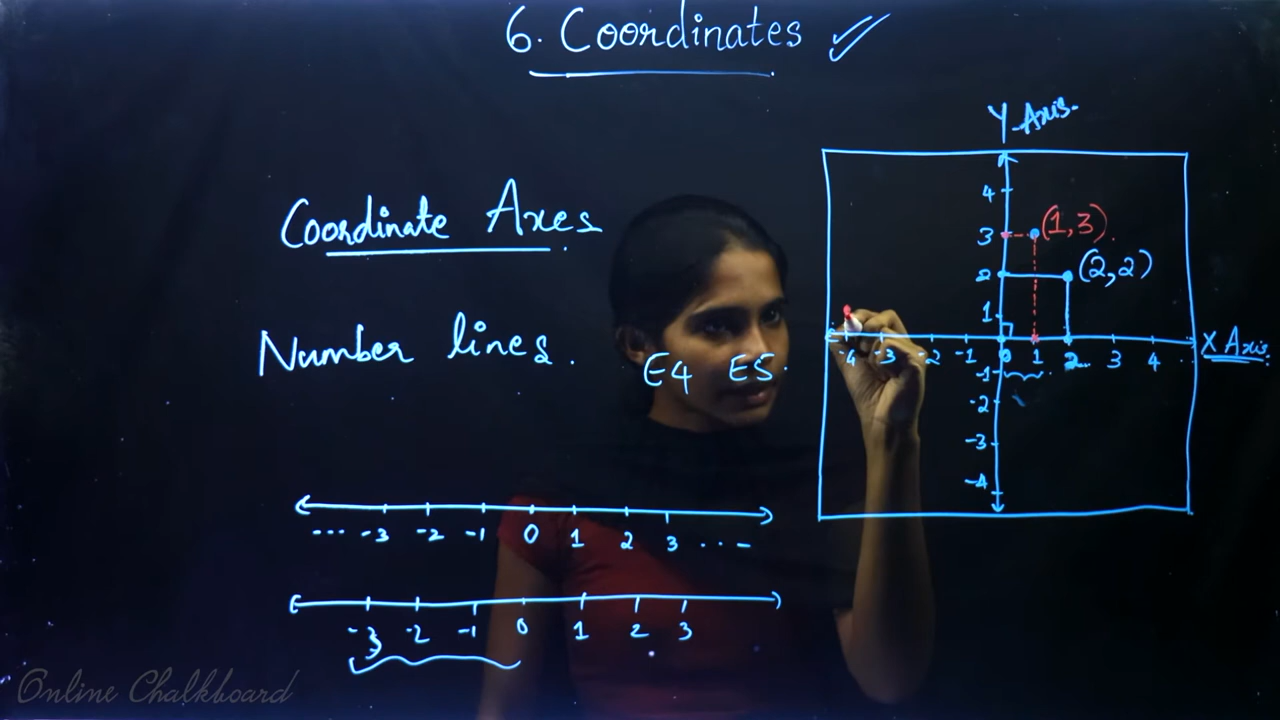 6. Coordinates
Y-Axis.
Coordinate Axes
4
3 (1,3).
2 (2,2)
1
-4 -3 -2 -1 0 1 2 3 4 X Axis
-1
-2
-3
-4
Number lines.
E4 E5.
... -3 -2 -1 0 1 2 3 ...
-3 -2 -1 0 1 2 3
Online Chalkboard